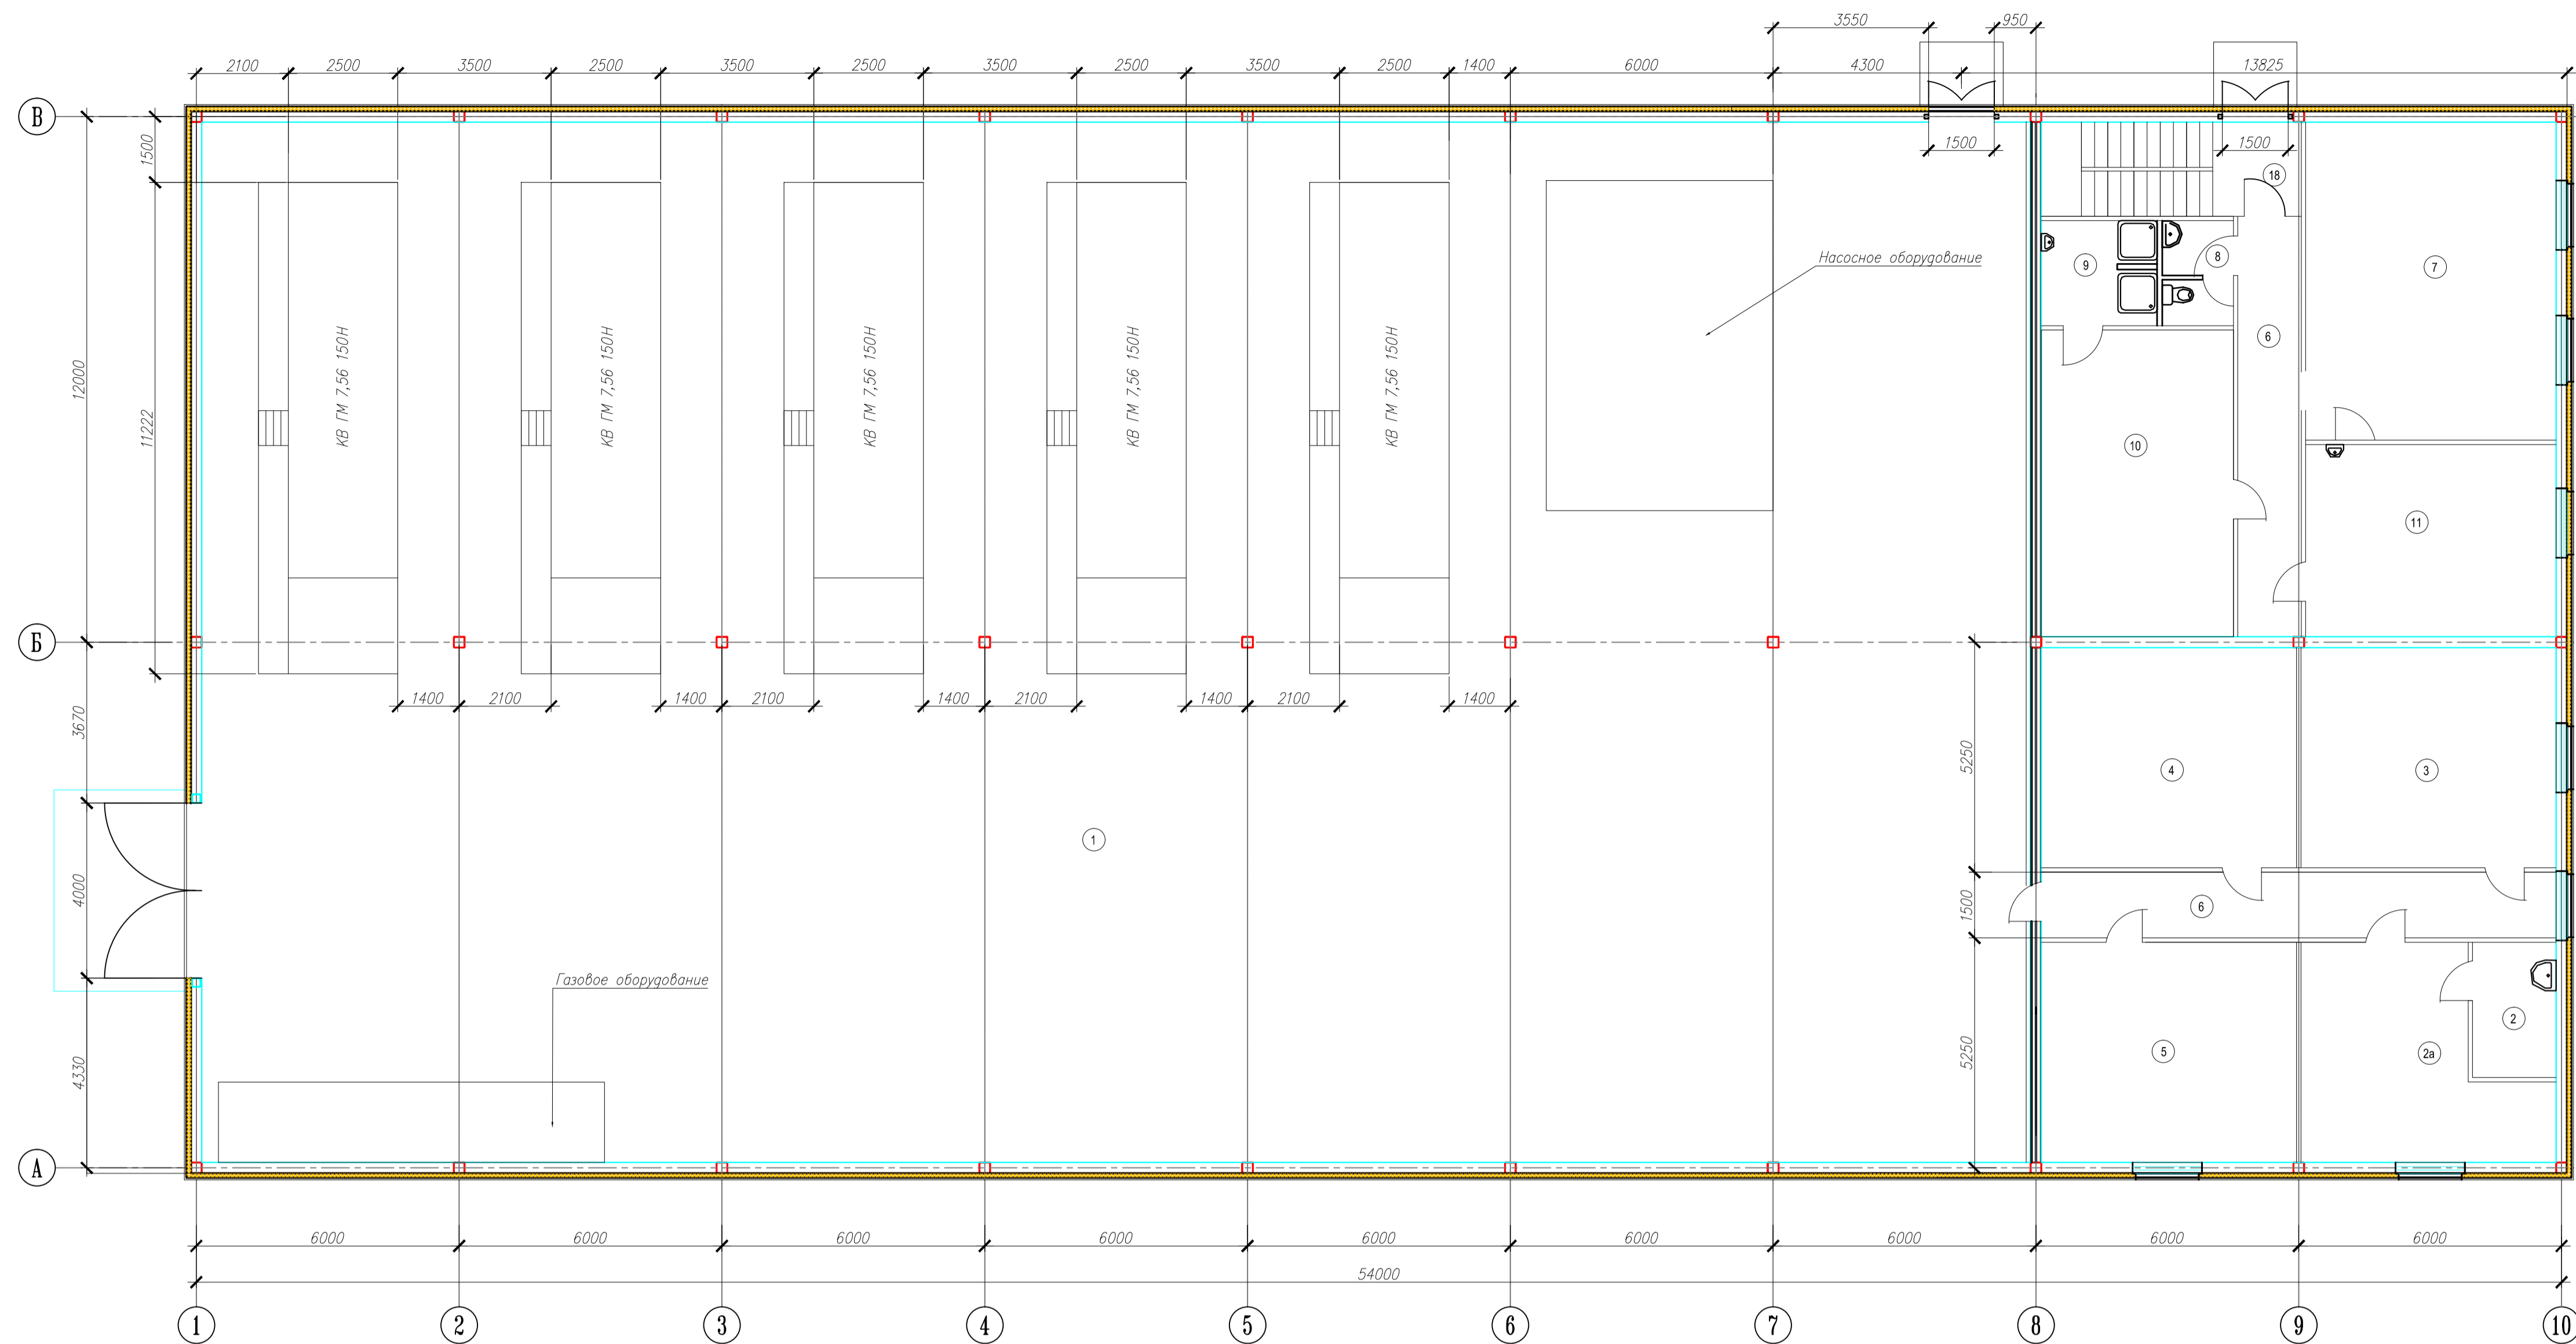 3550 950
2100 2500 3500 2500 3500 2500 3500 2500 3500 2500 1400 6000 4300 13825
В
1500
1500 1500
18
Насосное оборудование
9 8 7
6
12000
11222
КВ ГМ 7,56 150Н
КВ ГМ 7,56 150Н
КВ ГМ 7,56 150Н
КВ ГМ 7,56 150Н
КВ ГМ 7,56 150Н
10
11
Б
1400 2100 1400 2100 1400 2100 1400 2100 1400
3670
5250
4 3
1
4000
1500
6
Газовое оборудование
4330
5250
5 2а 2
А
6000 6000 6000 6000 6000 6000 6000 6000 6000
54000
1 2 3 4 5 6 7 8 9 10